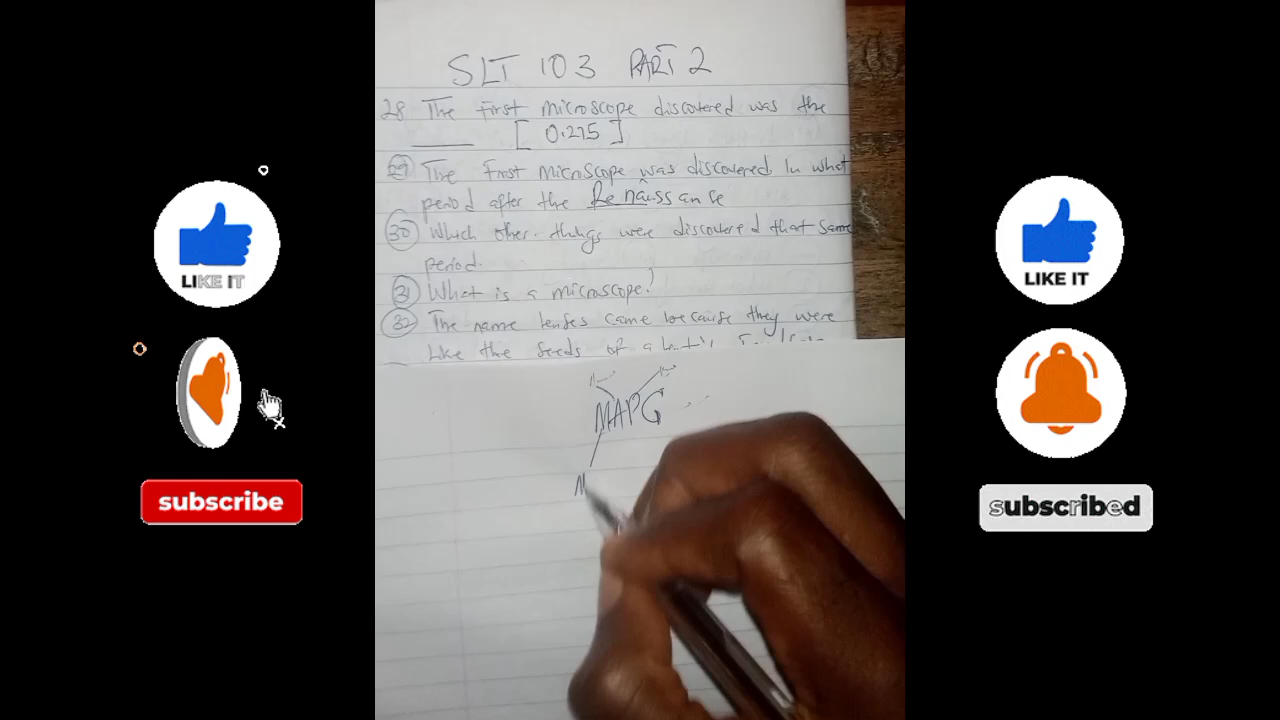 SLT 103 PART 2
28 The first microscope discovered was the
[ 0.275 ]
29 The First microscope was discovered In what
period after the Renaussanse
30 Which other things were discovered that same
period.
31 What is a microscope?
32 The name lenses came because they were
Like the seeds of a
MAPG
LIKE IT
subscribe
LIKE IT
subscribed